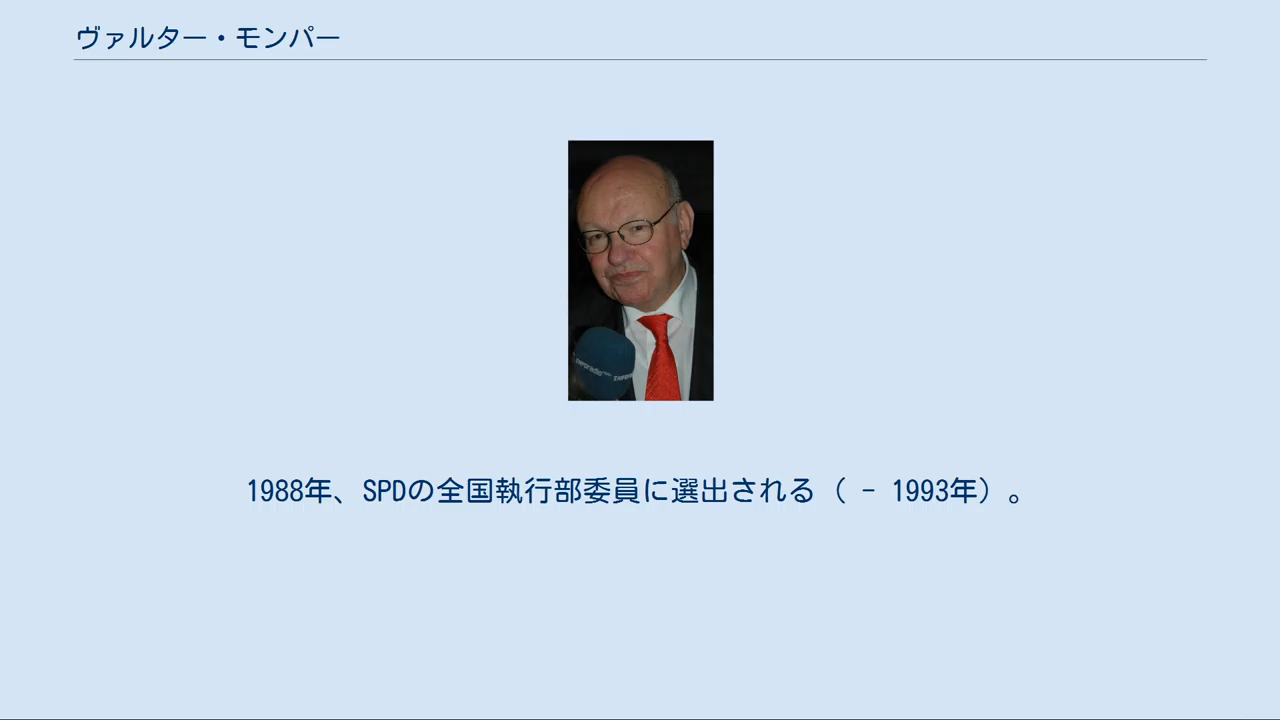 ヴァルター・モンパー
inforadio
1988年、SPDの全国執行部委員に選出される（ - 1993年）。